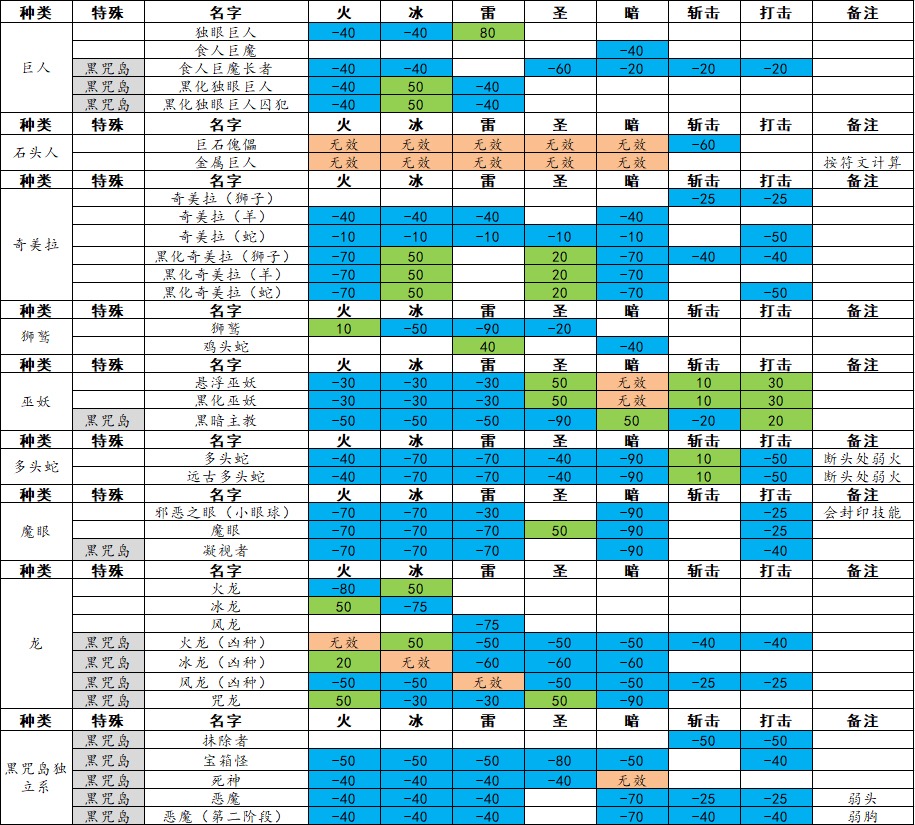 种类 特殊 名字 火 冰 雷 圣 暗 斩击 打击 备注
独眼巨人 -40 -40 80
食人巨魔 -40
巨人 黑咒岛 食人巨魔长者 -40 -40 -60 -20 -20 -20
黑咒岛 黑化独眼巨人 -40 50 -40
黑咒岛 黑化独眼巨人囚犯 -40 50 -40
种类 特殊 名字 火 冰 雷 圣 暗 斩击 打击 备注
石头人 巨石傀儡 无效 无效 无效 无效 无效 -60
金属巨人 无效 无效 无效 无效 无效 按符文计算
种类 特殊 名字 火 冰 雷 圣 暗 斩击 打击 备注
奇美拉（狮子） -25 -25
奇美拉（羊） -40 -40 -40 -40
奇美拉 奇美拉（蛇） -10 -10 -10 -10 -10 -50
黑化奇美拉（狮子） -70 50 20 -70 -40 -40
黑化奇美拉（羊） -70 50 20 -70
黑化奇美拉（蛇） -70 50 20 -70 -50
种类 特殊 名字 火 冰 雷 圣 暗 斩击 打击 备注
狮鹫 狮鹫 10 -50 -90 -20
鸡头蛇 40 -40
种类 特殊 名字 火 冰 雷 圣 暗 斩击 打击 备注
悬浮巫妖 -30 -30 -30 50 无效 10 30
巫妖 黑化巫妖 -30 -30 -30 50 无效 10 30
黑咒岛 黑暗主教 -50 -50 -50 -90 50 -20 20
种类 特殊 名字 火 冰 雷 圣 暗 斩击 打击 备注
多头蛇 多头蛇 -40 -70 -70 -40 -90 10 -50 断头处弱火
远古多头蛇 -40 -70 -70 -40 -90 10 -50 断头处弱火
种类 特殊 名字 火 冰 雷 圣 暗 斩击 打击 备注
邪恶之眼（小眼球） -70 -70 -30 -90 -25 会封印技能
魔眼 魔眼 -70 -70 -70 50 -90 -25
黑咒岛 凝视者 -70 -70 -70 -90 -40
种类 特殊 名字 火 冰 雷 圣 暗 斩击 打击 备注
火龙 -80 50
冰龙 50 -75
风龙 -75
龙 黑咒岛 火龙（凶种） 无效 50 -50 -50 -50 -40 -40
黑咒岛 冰龙（凶种） 20 无效 -60 -60 -60
黑咒岛 风龙（凶种） -50 -50 无效 -50 -50 -25 -25
黑咒岛 咒龙 50 -30 -30 50 -90
种类 特殊 名字 火 冰 雷 圣 暗 斩击 打击 备注
黑咒岛 抹除者 -50 -50
黑咒岛独立系 黑咒岛 宝箱怪 -50 -50 -50 -80 -50 -40
黑咒岛 死神 -40 -40 -40 -40 无效
黑咒岛 恶魔 -40 -40 -40 -70 -25 -25 弱头
黑咒岛 恶魔（第二阶段） -40 -40 -40 -70 -40 -40 弱胸